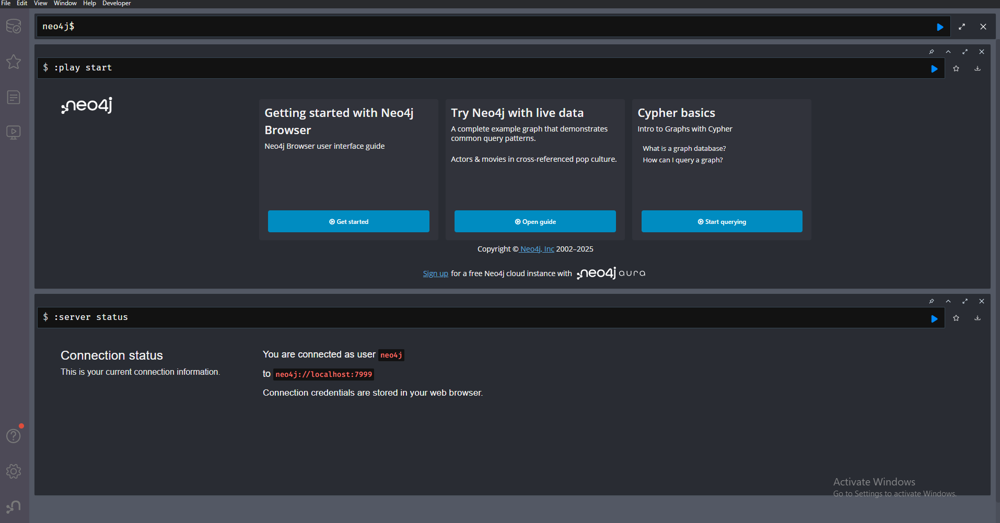 File Edit View Window Help Developer
neo4j$
$ :play start
neo4j
Getting started with Neo4j
Browser
Neo4j Browser user interface guide
Get started
Try Neo4j with live data
A complete example graph that demonstrates
common query patterns.
Actors & movies in cross-referenced pop culture.
Open guide
Cypher basics
Intro to Graphs with Cypher
What is a graph database?
How can I query a graph?
Start querying
Copyright © Neo4j, Inc 2002–2025
Sign up for a free Neo4j cloud instance with neo4j aura
$ :server status
Connection status
This is your current connection information.
You are connected as user neo4j
to neo4j://localhost:7999
Connection credentials are stored in your web browser.
Activate Windows
Go to Settings to activate Windows.